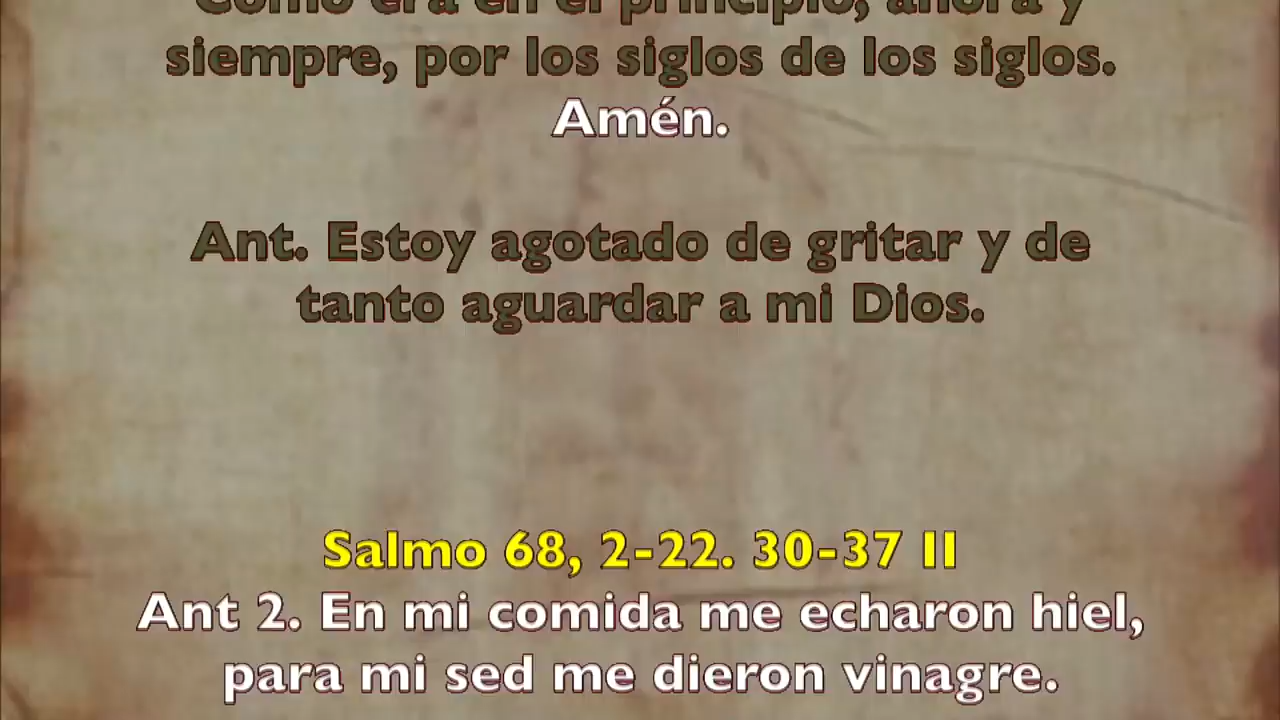 Como era en el principio, ahora y
siempre, por los siglos de los siglos.
Amén.
Ant. Estoy agotado de gritar y de
tanto aguardar a mi Dios.
Salmo 68, 2-22. 30-37 II
Ant 2. En mi comida me echaron hiel,
para mi sed me dieron vinagre.